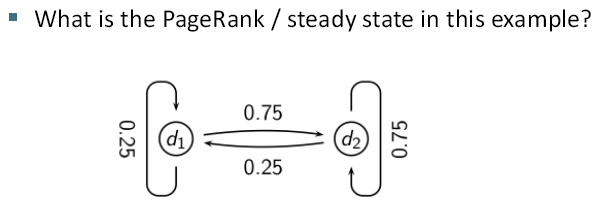 ▪ What is the PageRank / steady state in this example?
0.75
0.25
d1
d2
0.75
0.25